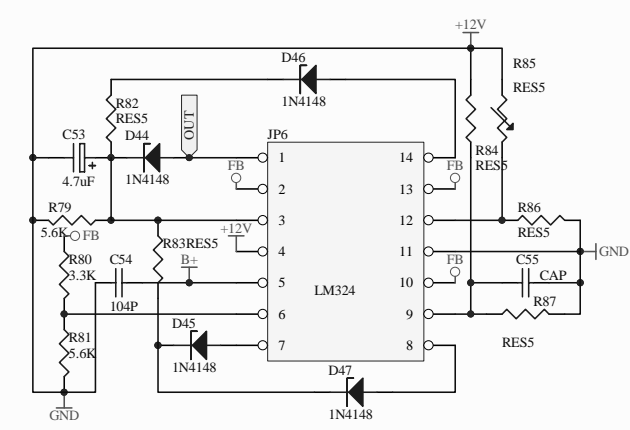 +12V
D46
R85
RES5
1N4148
R82
RES5
OUT
C53
D44
JP6
1
14
R84
RES5
4.7uF
1N4148
FB
2
13
FB
R79
5.6K
3
12
R86
RES5
FB
R83RES5
+12V
4
11
GND
R80
3.3K
C54
B+
FB
C55
CAP
5
10
104P
LM324
R87
6
9
R81
5.6K
D45
7
8
RES5
1N4148
D47
GND
1N4148